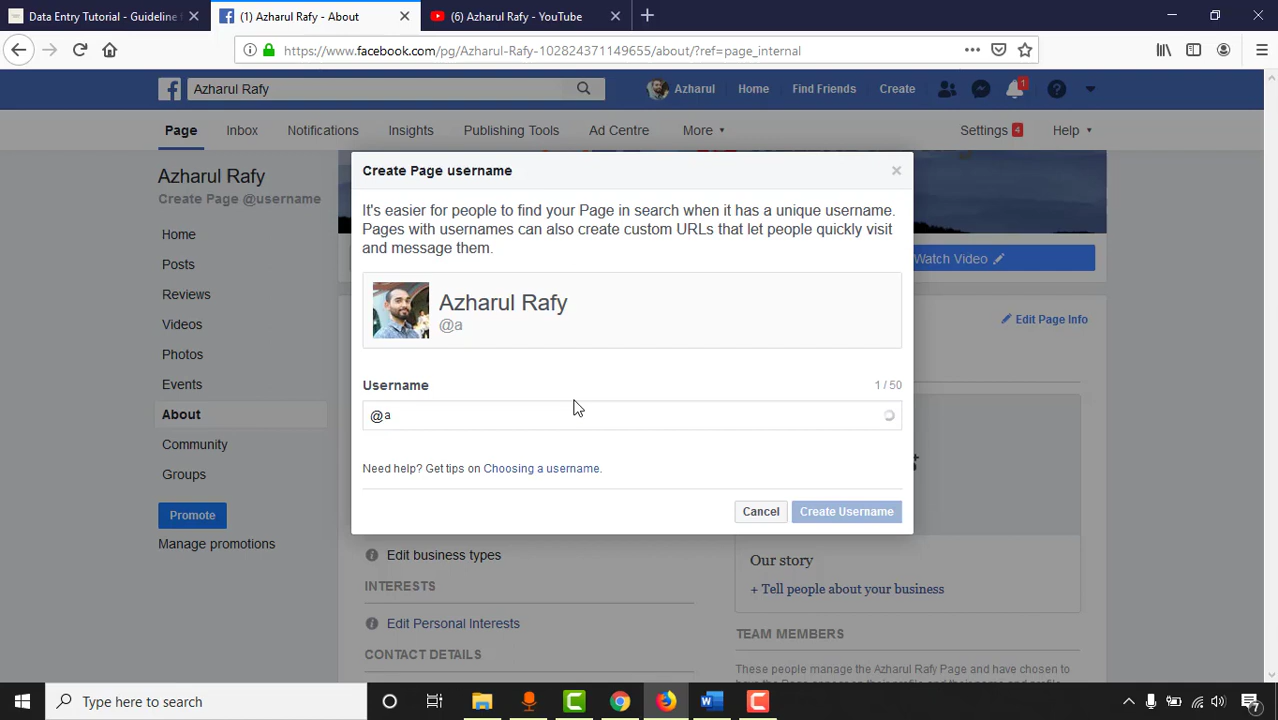 Data Entry Tutorial - Guideline
(1) Azharul Rafy - About
(6) Azharul Rafy - YouTube
https://www.facebook.com/pg/Azharul-Rafy-102824371149655/about/?ref=page_internal
Azharul Rafy
Azharul
Home
Find Friends
Create
1
Page
Inbox
Notifications
Insights
Publishing Tools
Ad Centre
More
Settings 4
Help
Azharul Rafy
Create Page @username
Home
Posts
Reviews
Videos
Photos
Events
About
Community
Groups
Promote
Manage promotions
Create Page username
It's easier for people to find your Page in search when it has a unique username.
Pages with usernames can also create custom URLs that let people quickly visit
and message them.
Azharul Rafy
@a
Username
1 / 50
@a
Need help? Get tips on Choosing a username.
Cancel
Create Username
Watch Video
Edit Page Info
Edit business types
INTERESTS
Edit Personal Interests
CONTACT DETAILS
Our story
+ Tell people about your business
TEAM MEMBERS
These people manage the Azharul Rafy Page and have chosen to
Type here to search
7